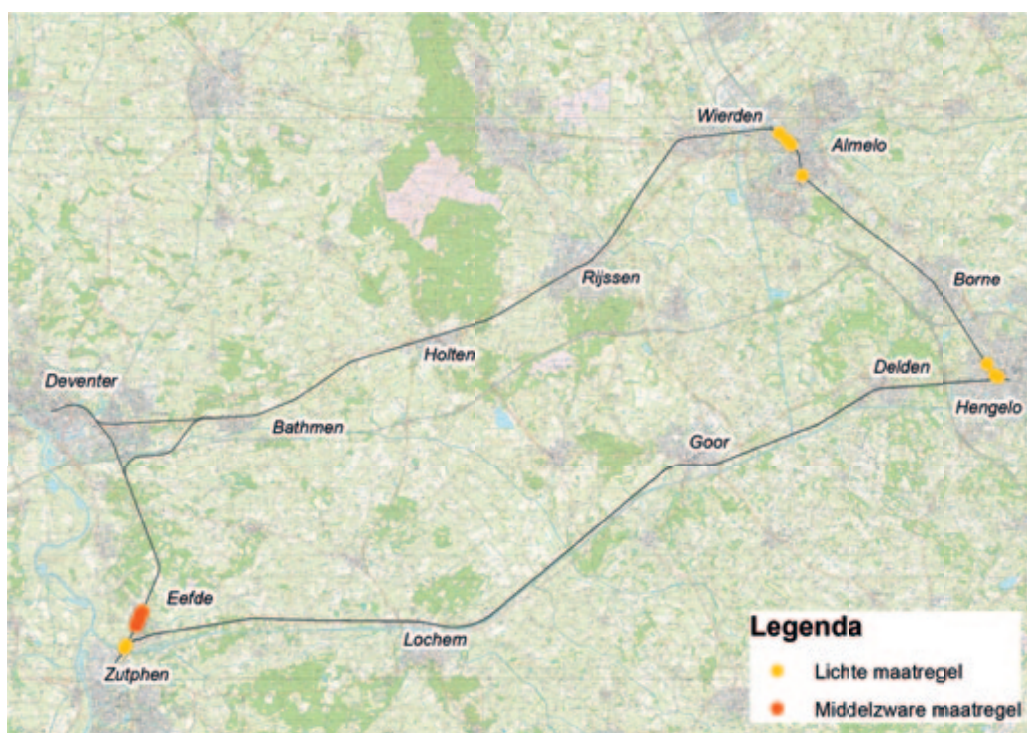 Wierden
Almelo
Rijssen
Borne
Holten
Delden
Deventer
Hengelo
Bathmen
Goor
Eefde
Lochem
Zutphen
Legenda
Lichte maatregel
Middelzware maatregel